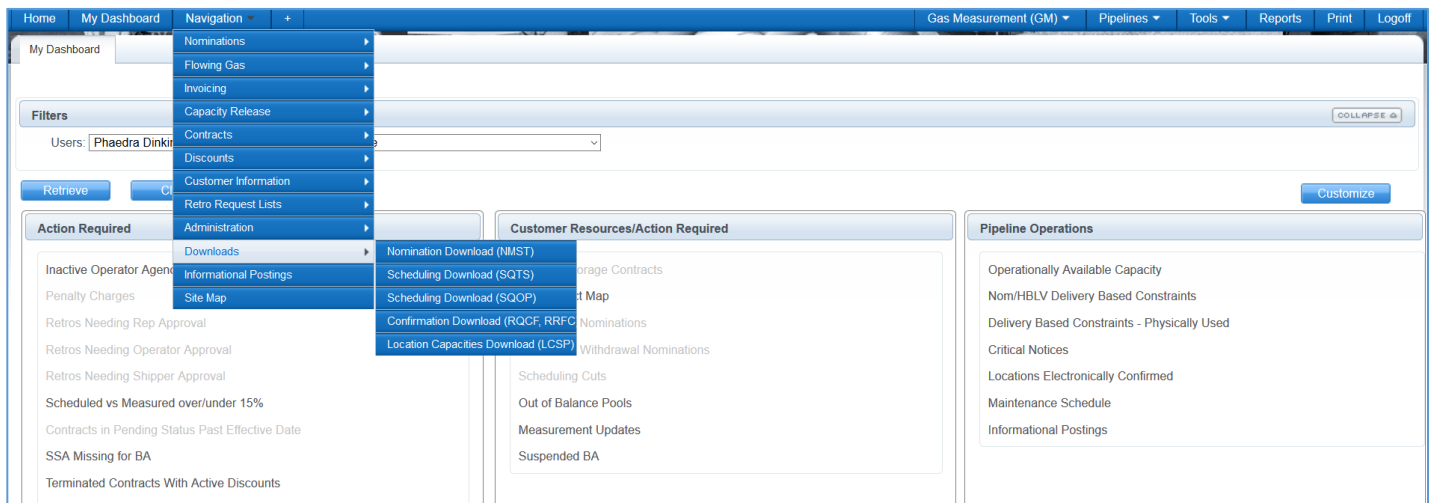 Home My Dashboard Navigation + Gas Measurement (GM) Pipelines Tools Reports Print Logoff
My Dashboard
Nominations
Flowing Gas
Invoicing
Capacity Release
Contracts
Discounts
Customer Information
Retro Request Lists
Administration
Downloads
Informational Postings
Site Map
Nomination Download (NMST)
Scheduling Download (SQTS)
Scheduling Download (SQOP)
Confirmation Download (RQCF, RRFC
Location Capacities Download (LCSP)
Filters COLLAPSE
Users: Phaedra
Retrieve Customize
Action Required
Inactive Operator
Penalty Charges
Retros Needing Rep Approval
Retros Needing Operator Approval
Retros Needing Shipper Approval
Scheduled vs Measured over/under 15%
Contracts in Pending Status Past Effective Date
SSA Missing for BA
Terminated Contracts With Active Discounts
Customer Resources/Action Required
Contracts
Map
Nominations
Withdrawal Nominations
Scheduling Cuts
Out of Balance Pools
Measurement Updates
Suspended BA
Pipeline Operations
Operationally Available Capacity
Nom/HBLV Delivery Based Constraints
Delivery Based Constraints - Physically Used
Critical Notices
Locations Electronically Confirmed
Maintenance Schedule
Informational Postings